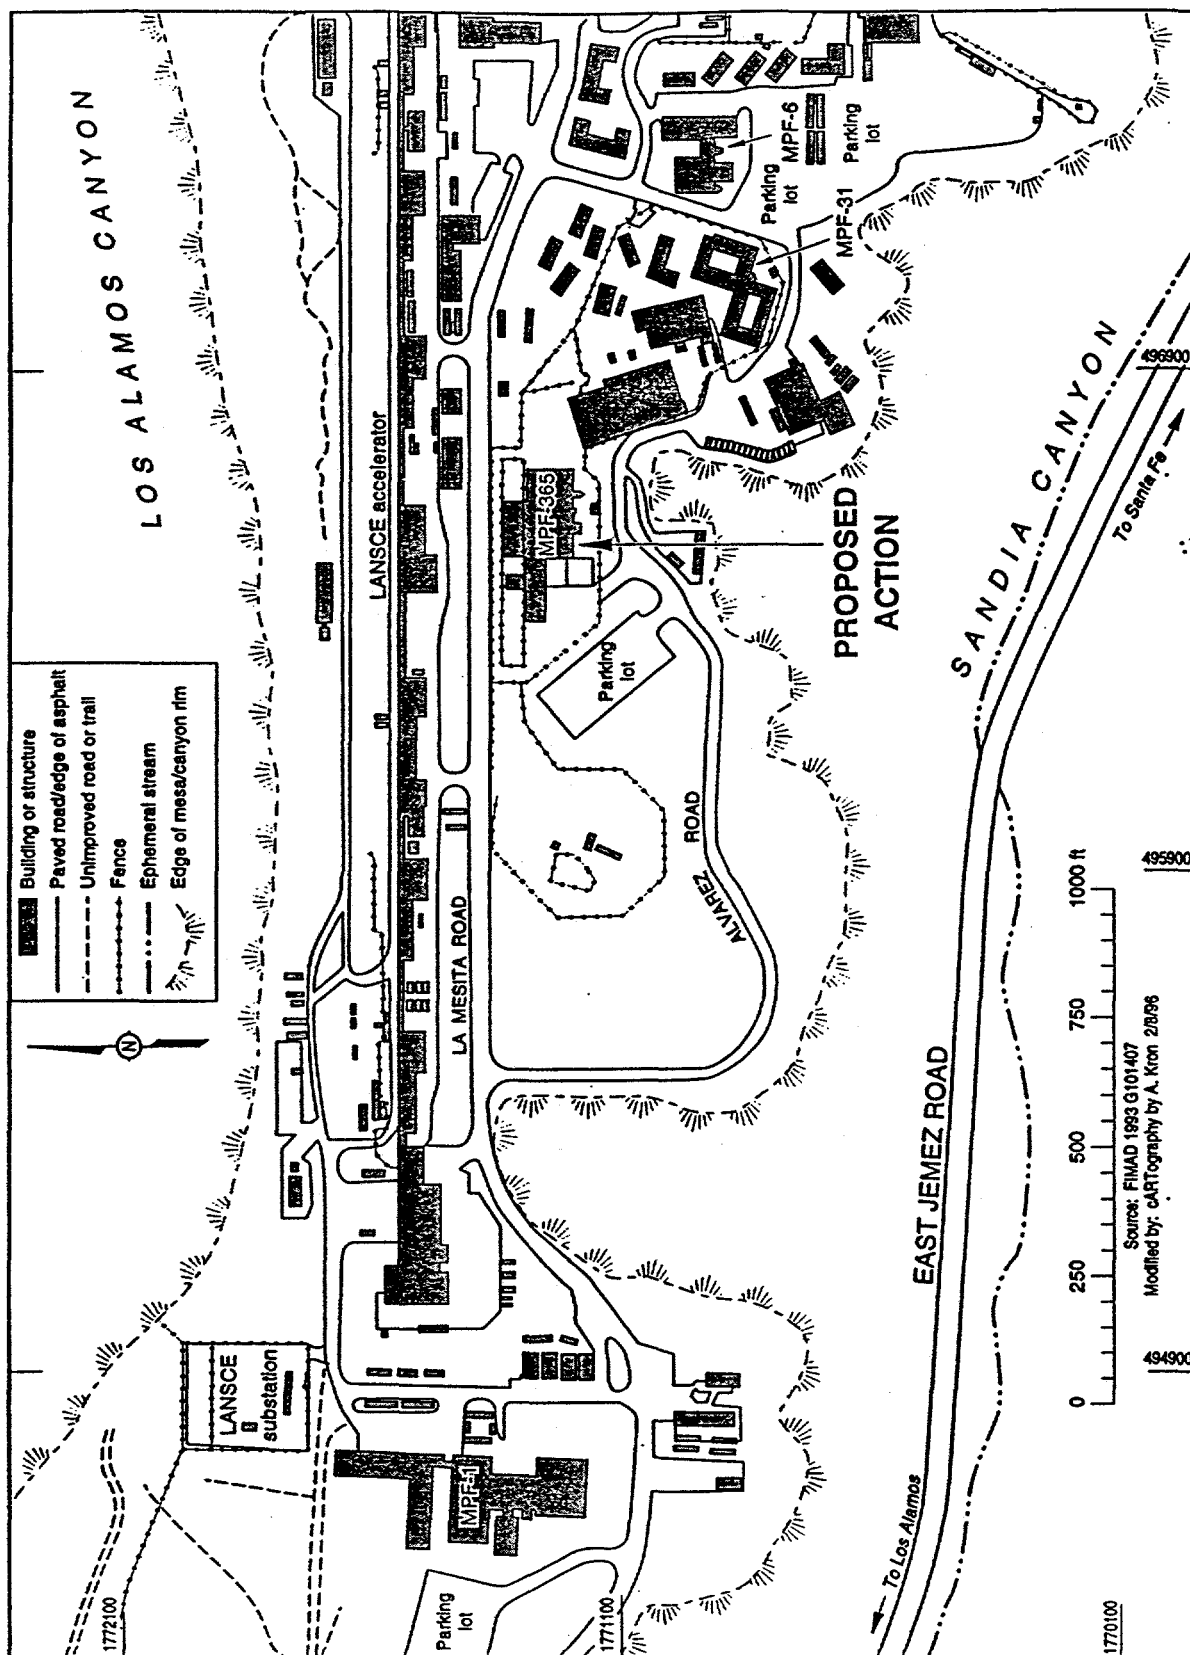 LOS ALAMOS CANYON
Building or structure
Paved road/edge of asphalt
Unimproved road or trail
Fence
Ephemeral stream
Edge of mesa/canyon rim
N
LANSCE
substation
LANSCE accelerator
LA MESITA ROAD
MPF-1
Parking
lot
MPF-365
PROPOSED
ACTION
Parking
lot
ALVAREZ
ROAD
MPF-6
Parking
lot
Parking
lot
MPF-31
SANDIA CANYON
To Santa Fe
EAST JEMEZ ROAD
To Los Alamos
1772100
1771100
1770100
494900
495900
496900
0
250
500
750
1000 ft
Source: FIMAD 1993 G101407
Modified by: cARTography by A. Kron 2/8/96